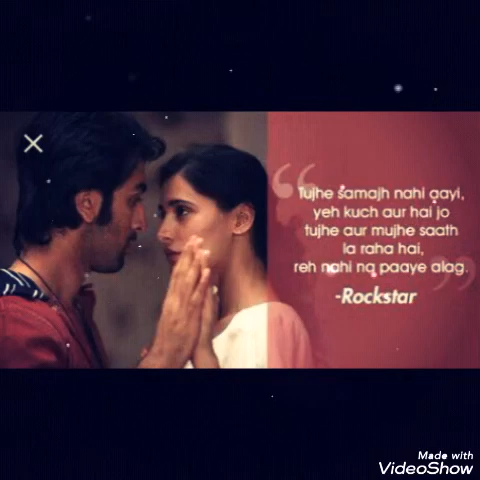 “
Tujhe samajh nahi aayi,
yeh kuch aur hai jo
tujhe aur mujhe saath
la raha hai,
reh nahi na paaye alag.
”
-Rockstar
Made with
VideoShow